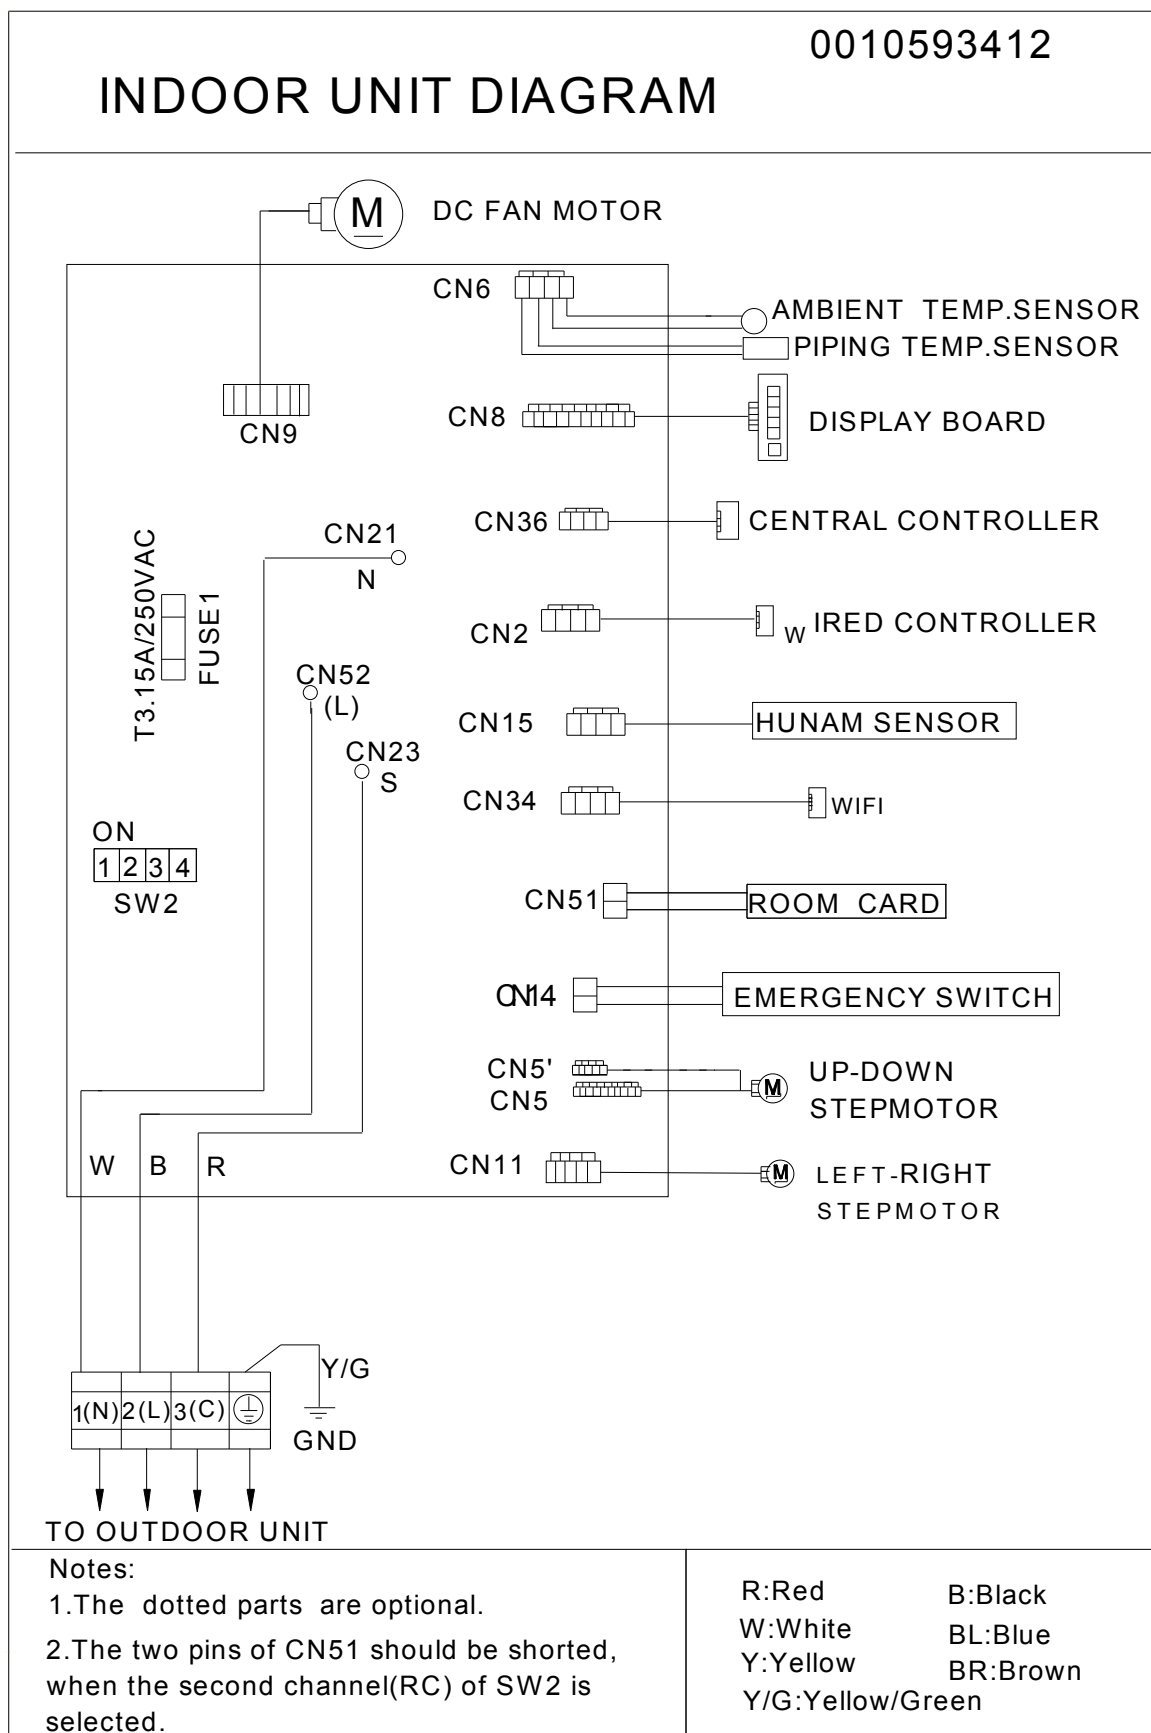 0010593412
INDOOR UNIT DIAGRAM
M
DC FAN MOTOR
CN6
AMBIENT TEMP.SENSOR
PIPING TEMP.SENSOR
CN9
CN8
DISPLAY BOARD
CN36
CENTRAL CONTROLLER
CN21
N
T3.15A/250VAC
FUSE1
CN2
W IRED CONTROLLER
CN52
(L)
CN15
HUNAM SENSOR
CN23
S
CN34
WIFI
ON
1 2 3 4
SW2
CN51
ROOM CARD
CN14
EMERGENCY SWITCH
CN5'
CN5
M
UP-DOWN
STEPMOTOR
W B R
CN11
M
LEFT-RIGHT
STEPMOTOR
Y/G
1(N) 2(L) 3(C)
GND
TO OUTDOOR UNIT
Notes:
1.The dotted parts are optional.
2.The two pins of CN51 should be shorted,
when the second channel(RC) of SW2 is
selected.
R:Red B:Black
W:White BL:Blue
Y:Yellow BR:Brown
Y/G:Yellow/Green